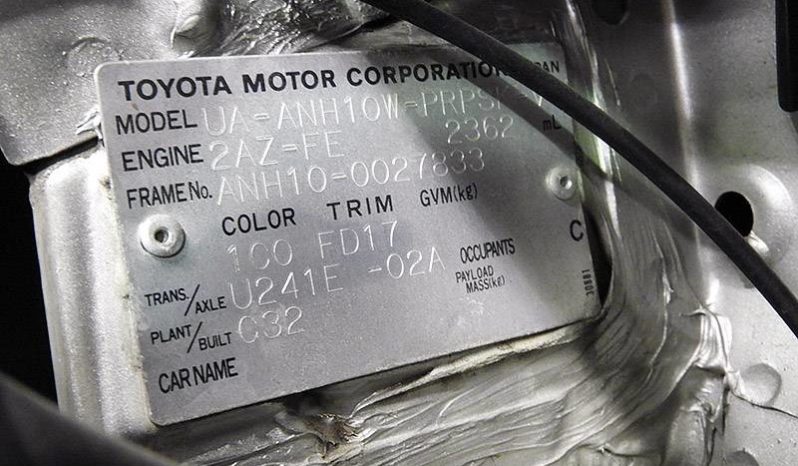 TOYOTA MOTOR CORPORATION JAPAN
MODEL UA-ANH10W-PRPSK-V
ENGINE 2AZ-FE 2362 mL
FRAME No. ANH10-0027833
COLOR TRIM GVM(kg)
1C0 FD17
TRANS./AXLE U241E -02A OCCUPANTS
PAYLOAD MASS(kg)
PLANT/BUILT C32
CAR NAME
C